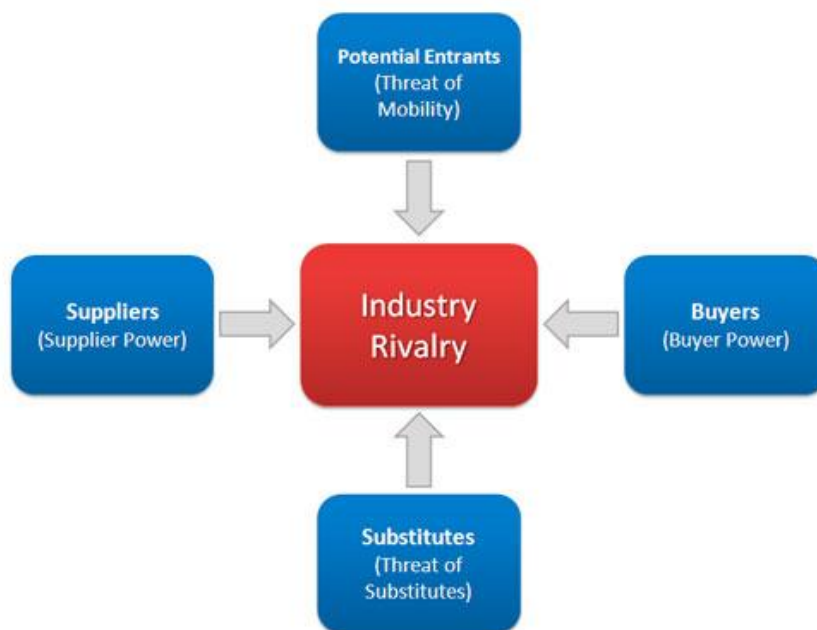 Potential Entrants
(Threat of
Mobility)
Suppliers
(Supplier Power)
Industry
Rivalry
Buyers
(Buyer Power)
Substitutes
(Threat of
Substitutes)